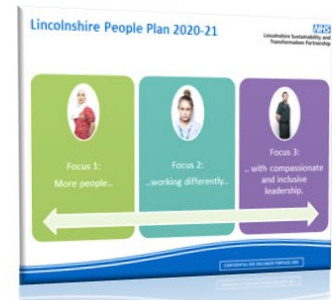 Lincolnshire People Plan 2020-21
NHS
Lincolnshire Sustainability and
Transformation Partnership
Focus 1:
More people..
Focus 2:
..working differently..
Focus 3:
.. with compassionate
and inclusive
leadership.